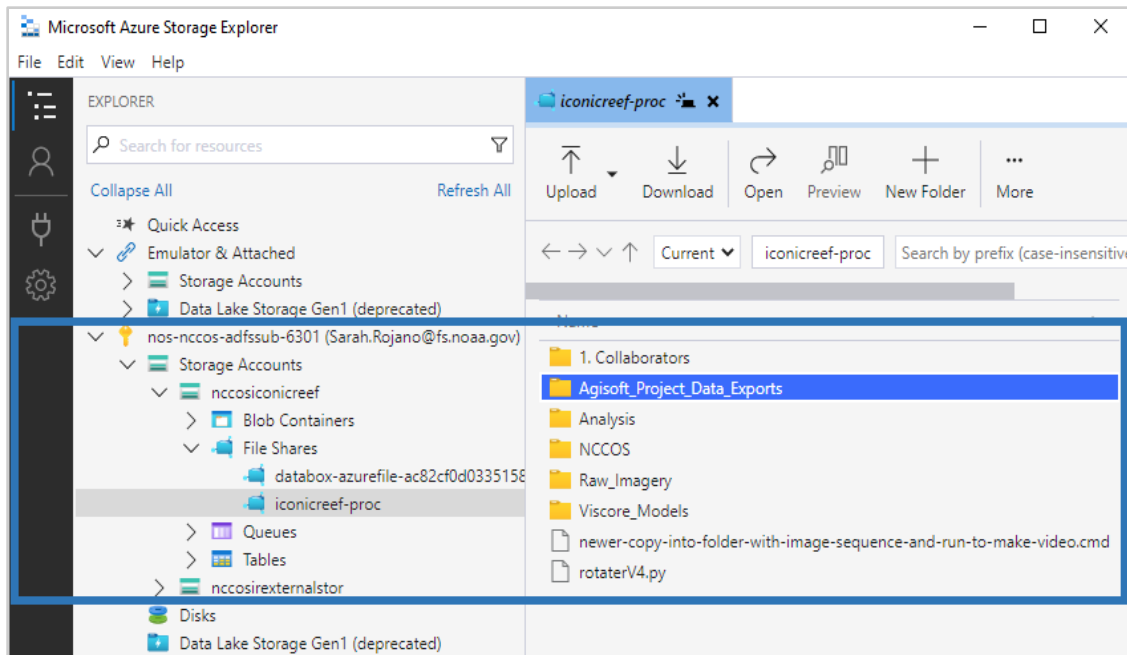 Microsoft Azure Storage Explorer
File Edit View Help
EXPLORER
Search for resources
Collapse All Refresh All
Quick Access
Emulator & Attached
Storage Accounts
Data Lake Storage Gen1 (deprecated)
nos-nccos-adfssub-6301 (Sarah.Rojano@fs.noaa.gov)
Storage Accounts
nccosiconicreef
Blob Containers
File Shares
databox-azurefile-ac82cf0d0335158
iconicreef-proc
Queues
Tables
nccosirexternalstor
Disks
Data Lake Storage Gen1 (deprecated)
iconicreef-proc
Upload Download Open Preview New Folder More
Current iconicreef-proc Search by prefix (case-insensitive
Name
1. Collaborators
Agisoft_Project_Data_Exports
Analysis
NCCOS
Raw_Imagery
Viscore_Models
newer-copy-into-folder-with-image-sequence-and-run-to-make-video.cmd
rotaterV4.py